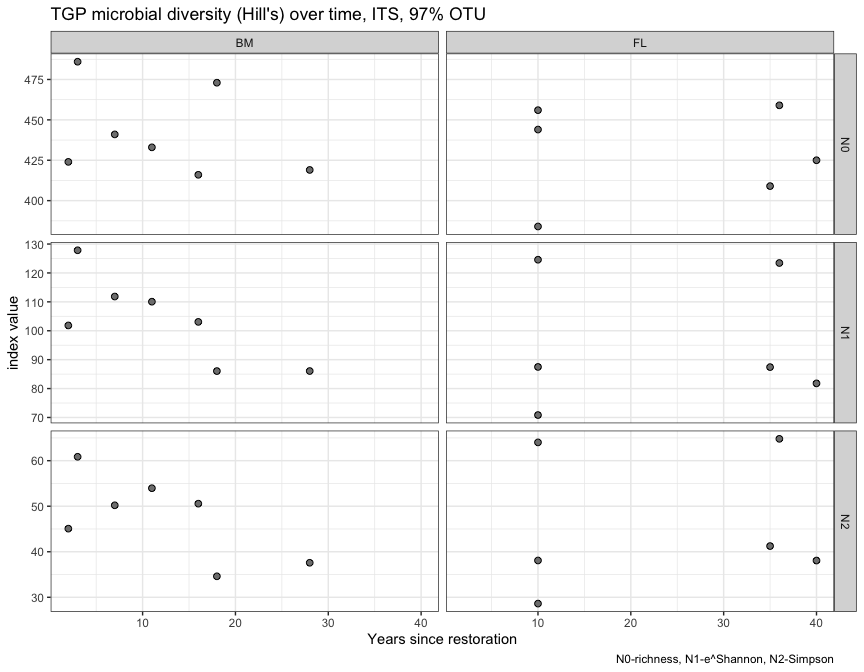 TGP microbial diversity (Hill's) over time, ITS, 97% OTU
BM
FL
475
450
425
400
N0
130
120
110
100
90
80
70
N1
60
50
40
30
N2
index value
10
20
30
40
10
20
30
40
Years since restoration
N0-richness, N1-e^Shannon, N2-Simpson